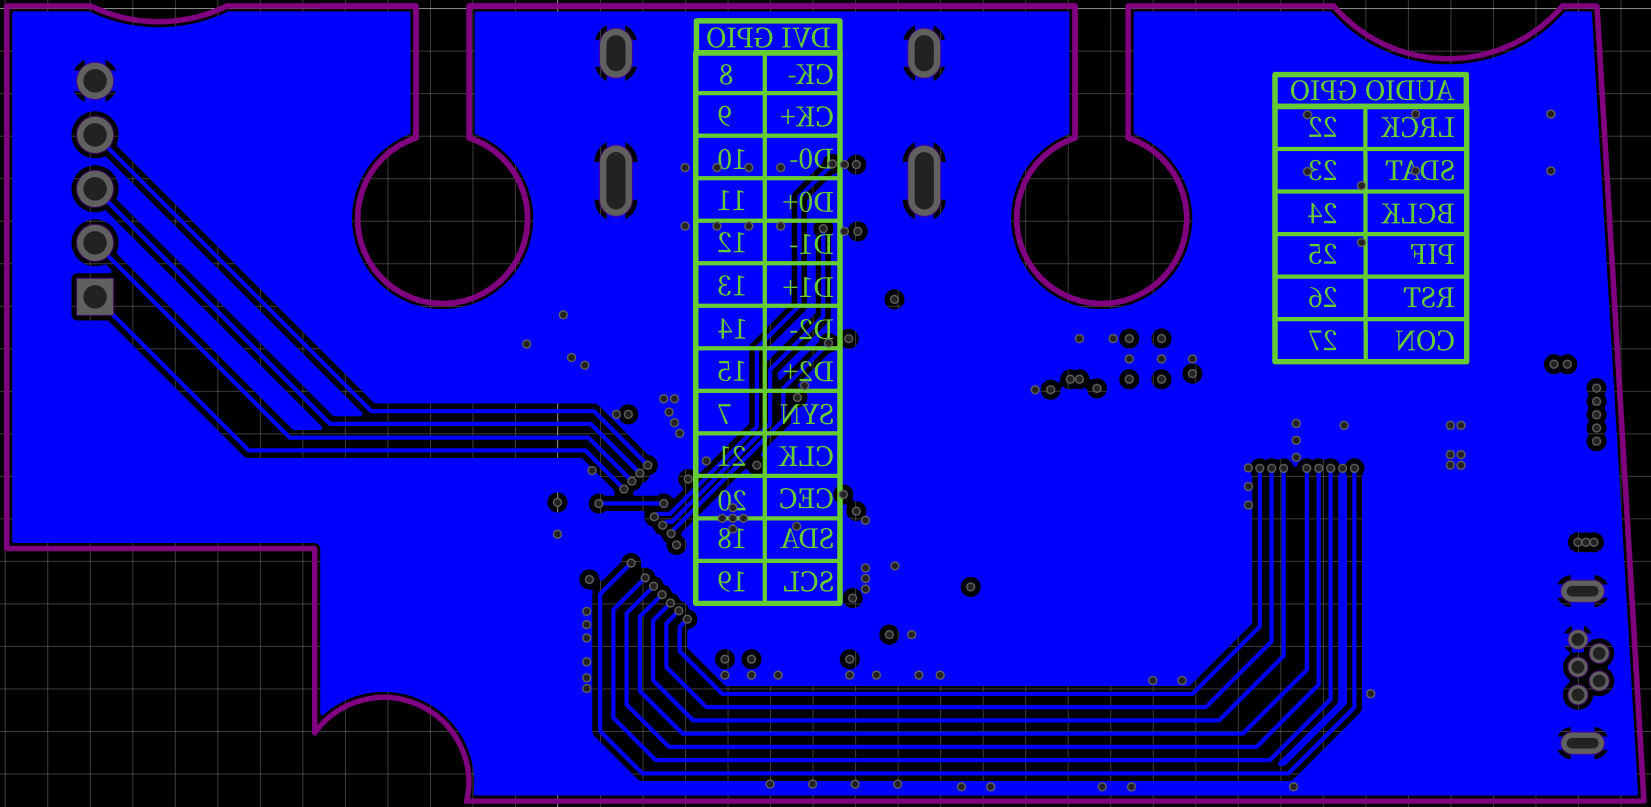 DVI GPIO
CK- 8
CK+ 9
D0- 10
D0+ 11
D1- 12
D1+ 13
D2- 14
D2+ 15
SYN 7
CLK 21
CEC 20
SDA 18
SCL 19
AUDIO GPIO
LRCK 22
SDAT 23
BCLK 24
PIF 25
RST 26
CON 27